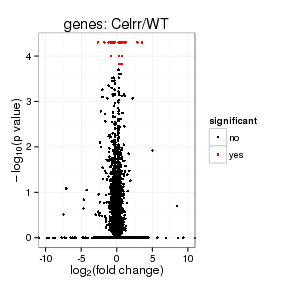 genes: Celrr/WT
4
3
2
1
0
−log10(p value)
-10 -5 0 5 10
log2(fold change)
significant
no
yes